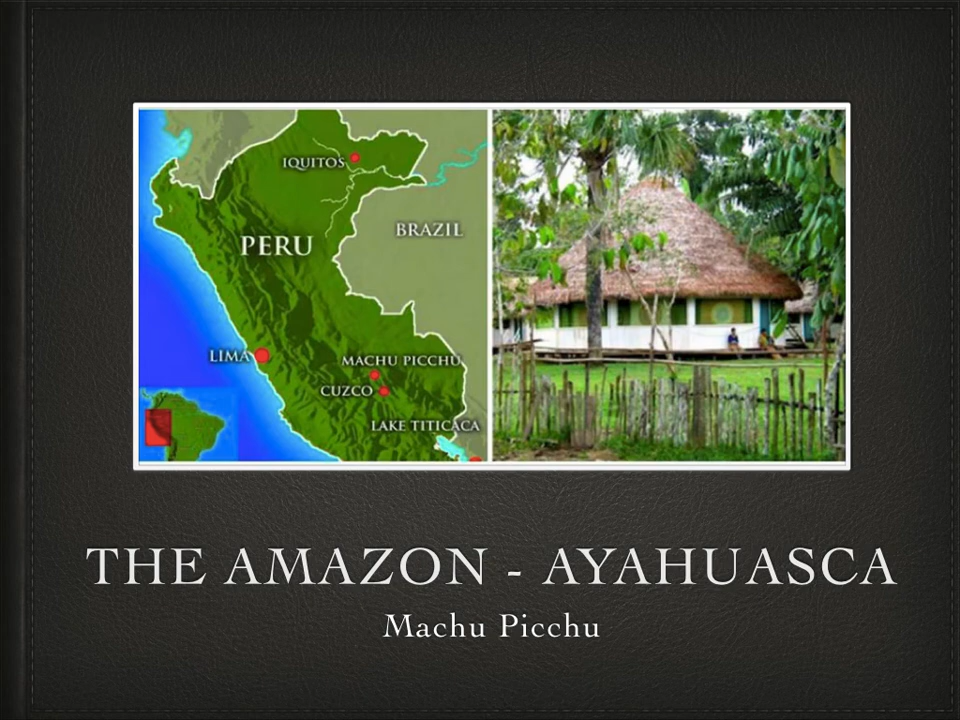 IQUITOS
PERU
BRAZIL
LIMA
MACHU PICCHU
CUZCO
LAKE TITICACA
THE AMAZON - AYAHUASCA
Machu Picchu